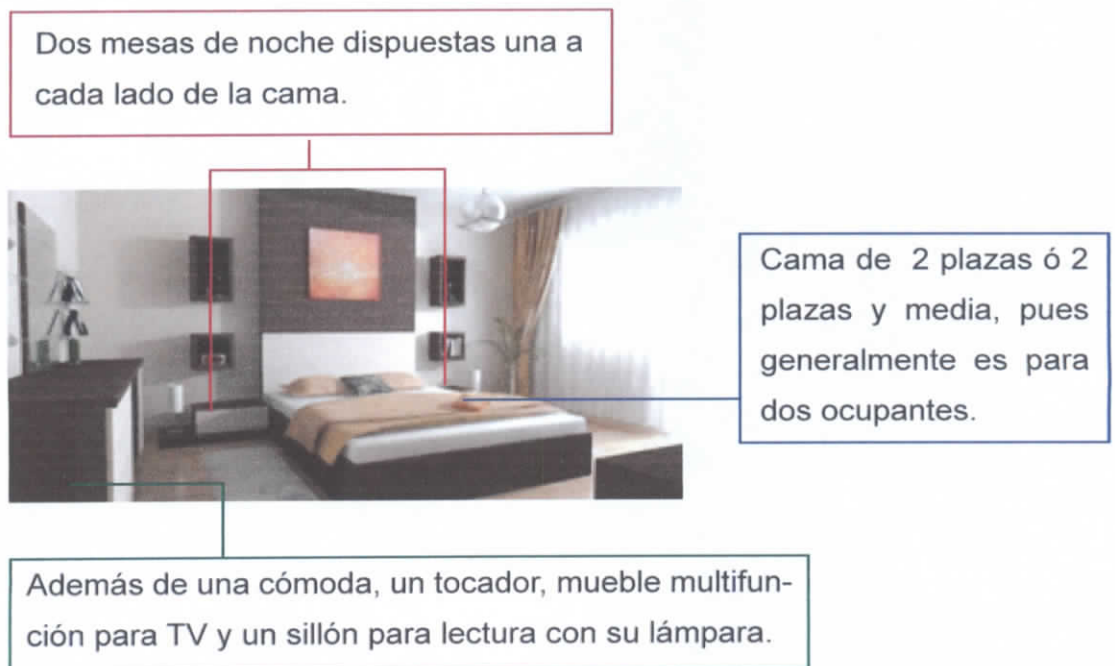 Dos mesas de noche dispuestas una a
cada lado de la cama.
Cama de 2 plazas ó 2
plazas y media, pues
generalmente es para
dos ocupantes.
Además de una cómoda, un tocador, mueble multifun-
ción para TV y un sillón para lectura con su lámpara.